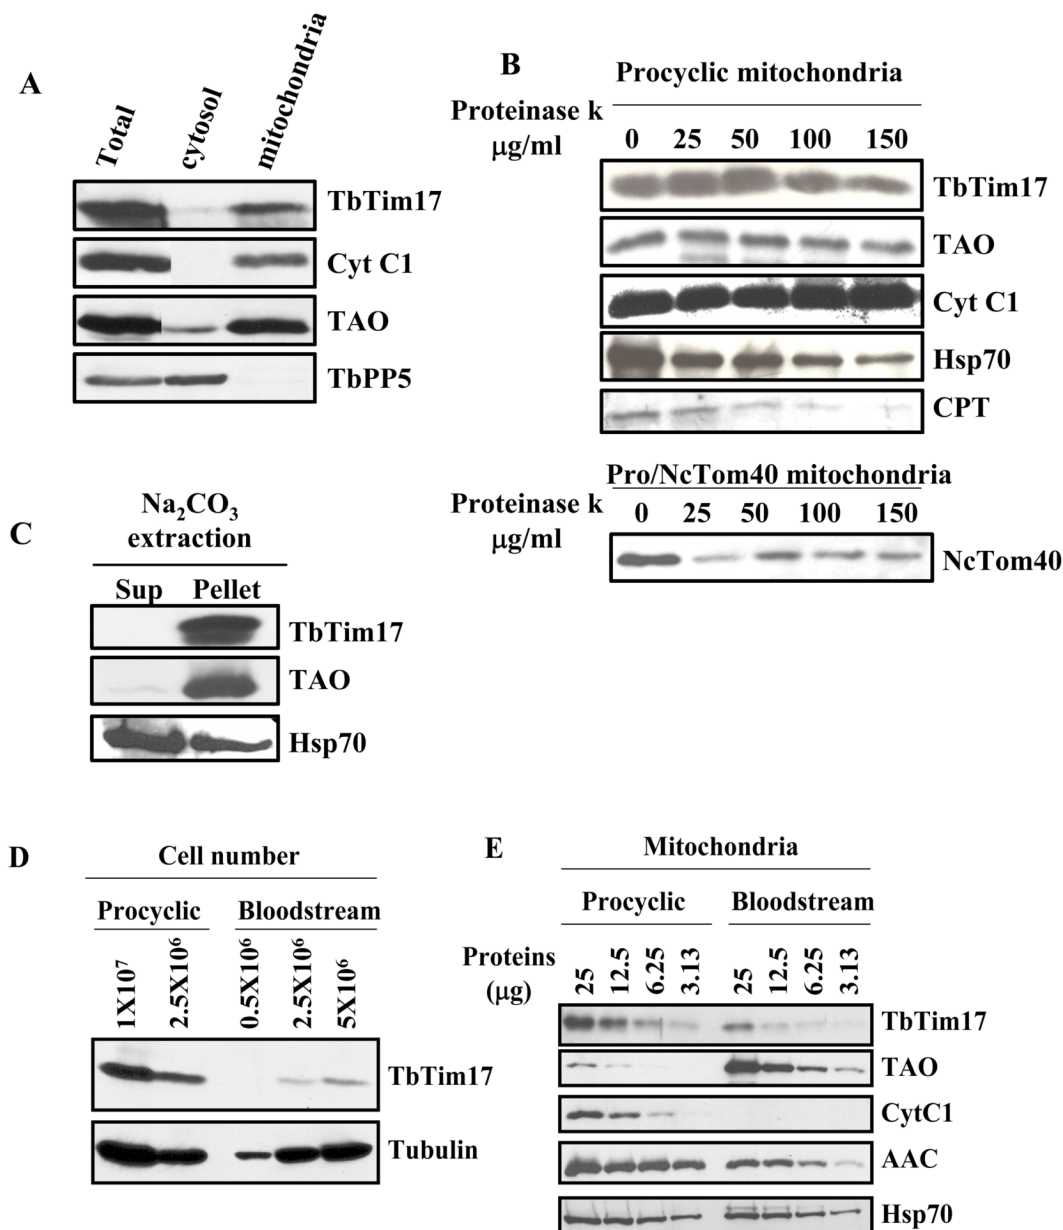 A
Total
cytosol
mitochondria
TbTim17
Cyt C1
TAO
TbPP5
B
Procyclic mitochondria
Proteinase k
μg/ml
0 25 50 100 150
TbTim17
TAO
Cyt C1
Hsp70
CPT
Pro/NcTom40 mitochondria
Proteinase k
μg/ml
0 25 50 100 150
NcTom40
C
Na₂CO₃
extraction
Sup Pellet
TbTim17
TAO
Hsp70
D
Cell number
Procyclic Bloodstream
1X10⁷ 2.5X10⁶ 0.5X10⁶ 2.5X10⁶ 5X10⁶
TbTim17
Tubulin
E
Mitochondria
Procyclic Bloodstream
Proteins
(μg)
25 12.5 6.25 3.13 25 12.5 6.25 3.13
TbTim17
TAO
CytC1
AAC
Hsp70